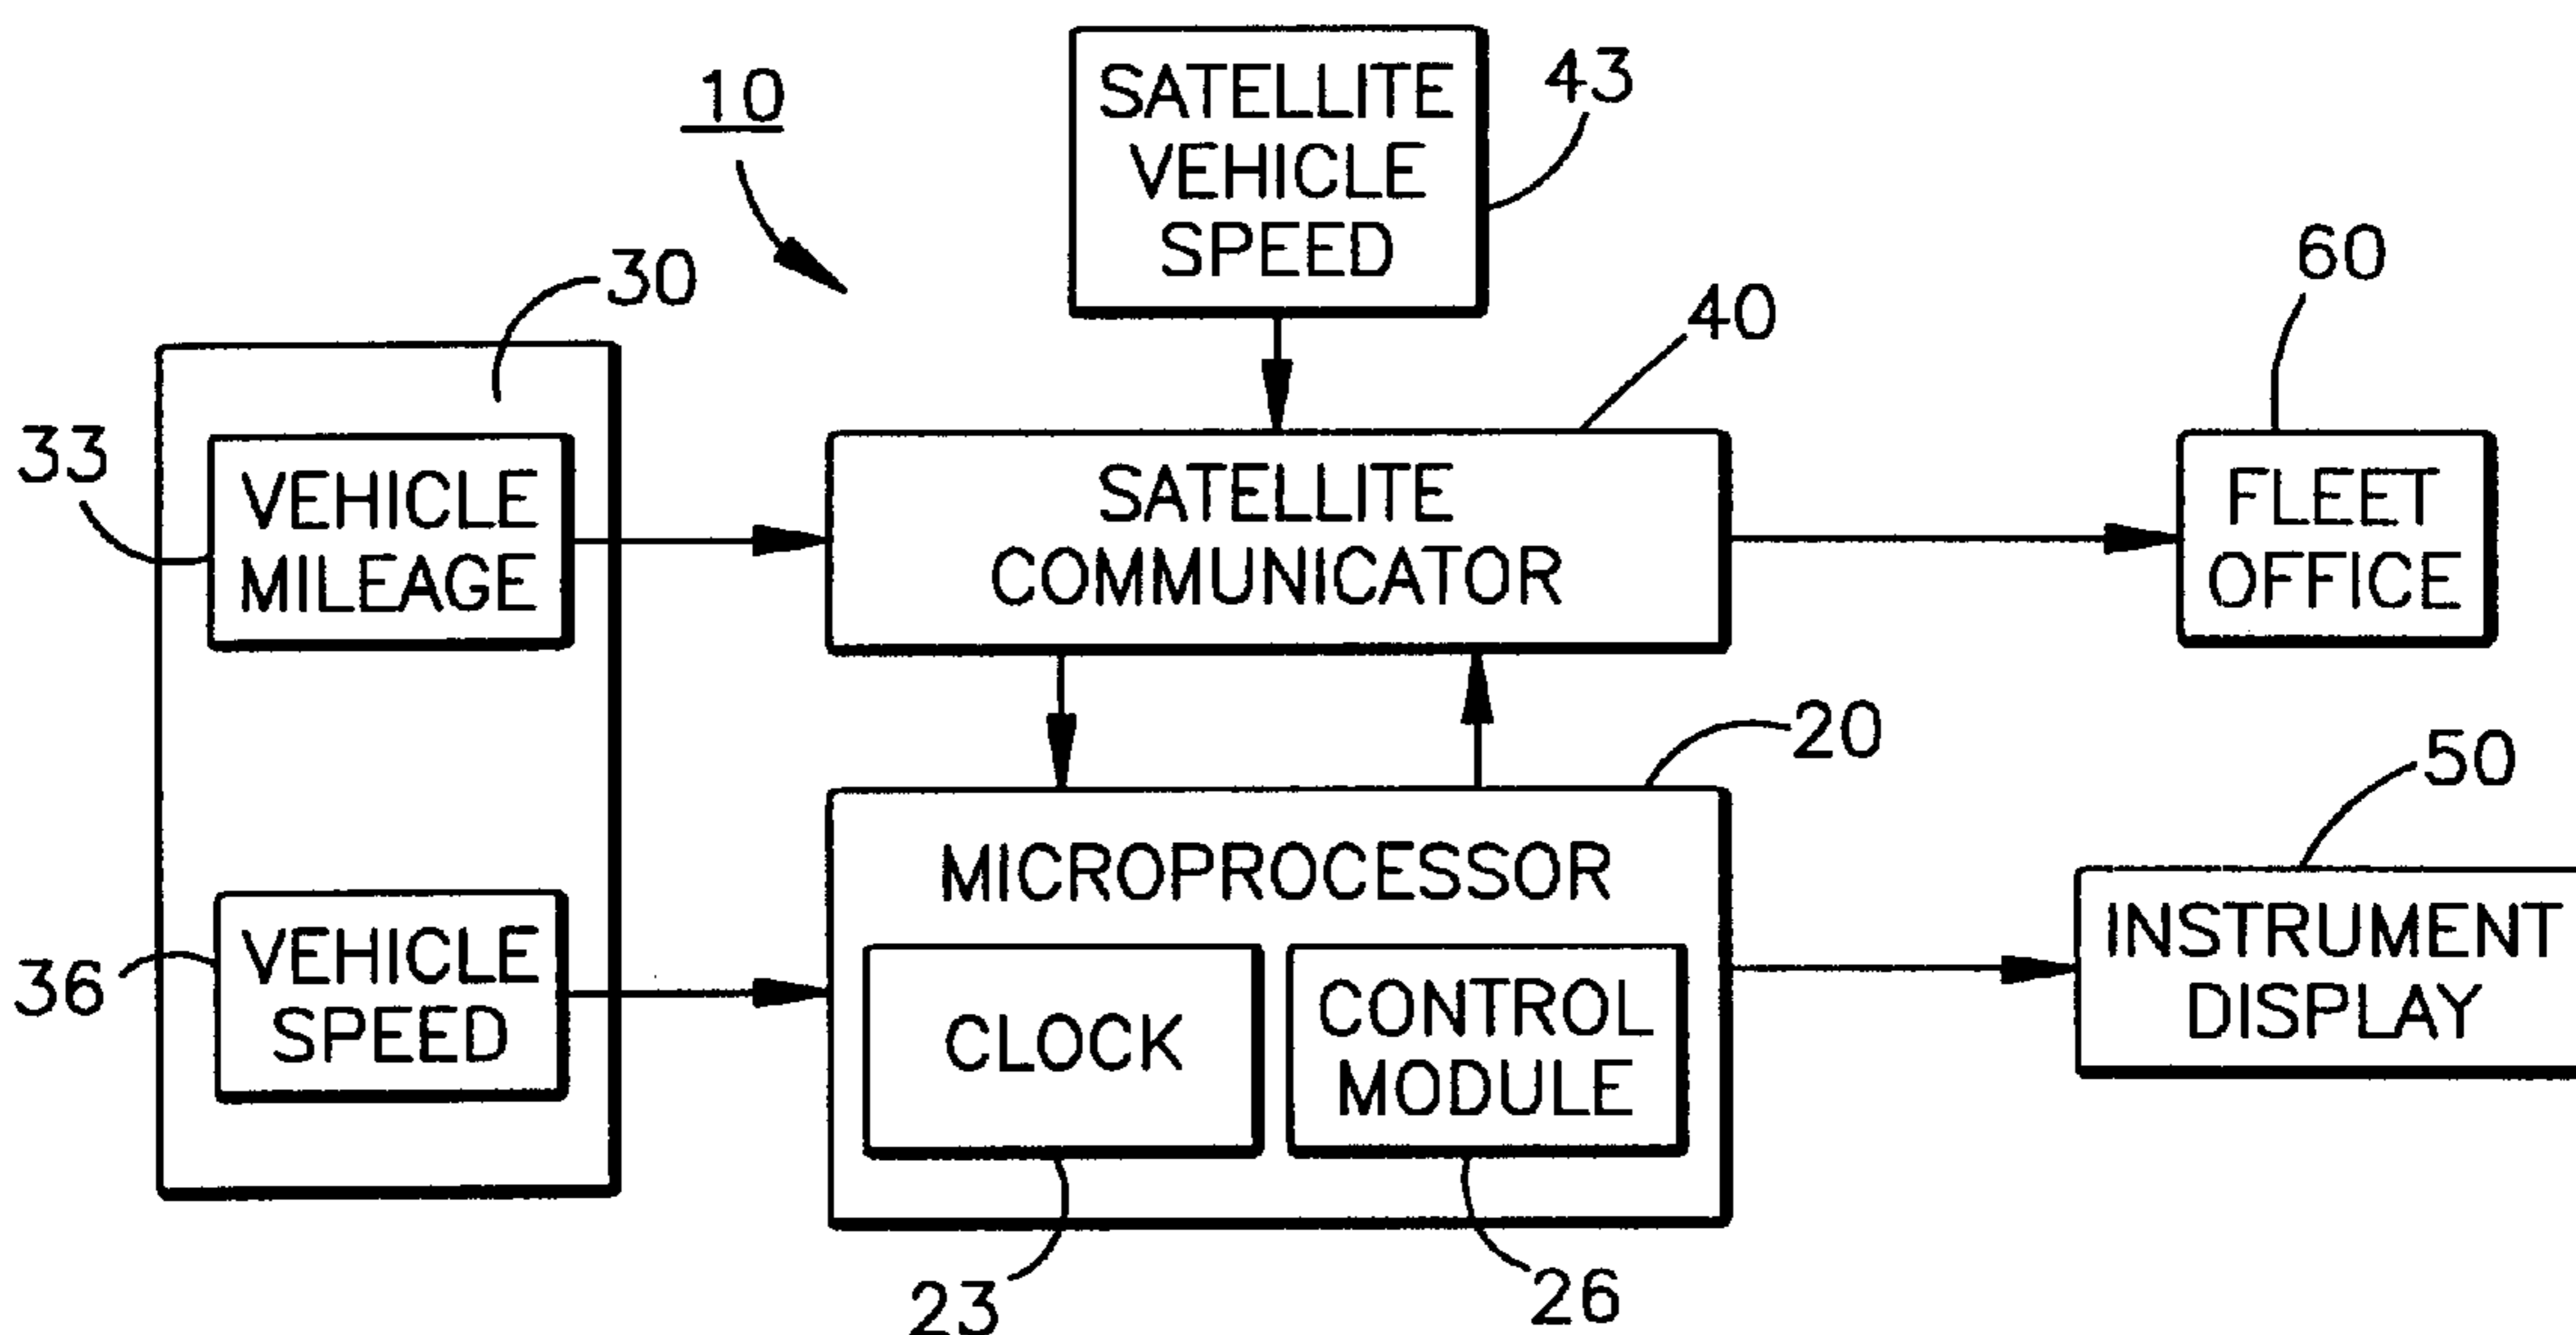 10
SATELLITE
VEHICLE
SPEED
43
30
60
40
33
VEHICLE
MILEAGE
SATELLITE
COMMUNICATOR
FLEET
OFFICE
20
50
36
VEHICLE
SPEED
MICROPROCESSOR
CLOCK
CONTROL
MODULE
INSTRUMENT
DISPLAY
23
26